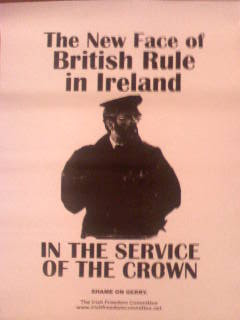 The New Face of
British Rule
in Ireland
IN THE SERVICE
OF THE CROWN
SHAME ON GERRY.
The Irish Freedom Committee
www.irishfreedomcommittee.net